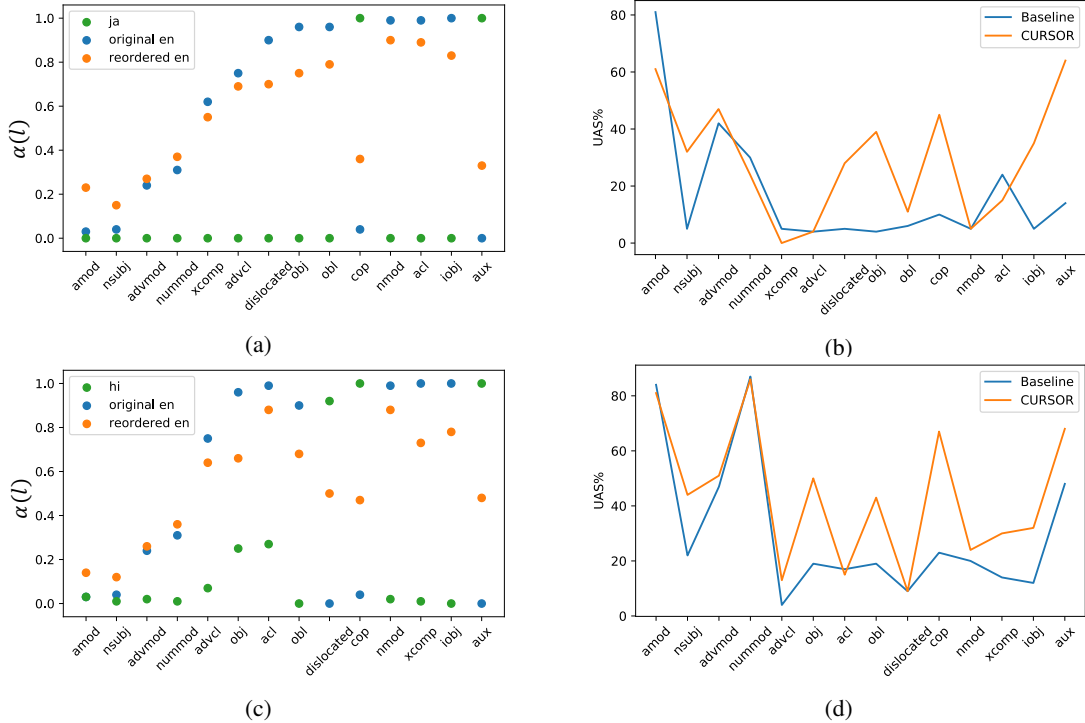 ja
original en
reordered en
α(l)
1.0
0.8
0.6
0.4
0.2
0.0
amod
nsubj
advmod
nummod
xcomp
advcl
dislocated
obj
obl
cop
nmod
acl
iobj
aux
(a)
Baseline
CURSOR
UAS%
80
60
40
20
0
amod
nsubj
advmod
nummod
xcomp
advcl
dislocated
obj
obl
cop
nmod
acl
iobj
aux
(b)
hi
original en
reordered en
α(l)
1.0
0.8
0.6
0.4
0.2
0.0
amod
nsubj
advmod
nummod
advcl
obj
acl
obl
dislocated
cop
nmod
xcomp
iobj
aux
(c)
Baseline
CURSOR
UAS%
80
60
40
20
0
amod
nsubj
advmod
nummod
advcl
obj
acl
obl
dislocated
cop
nmod
xcomp
iobj
aux
(d)